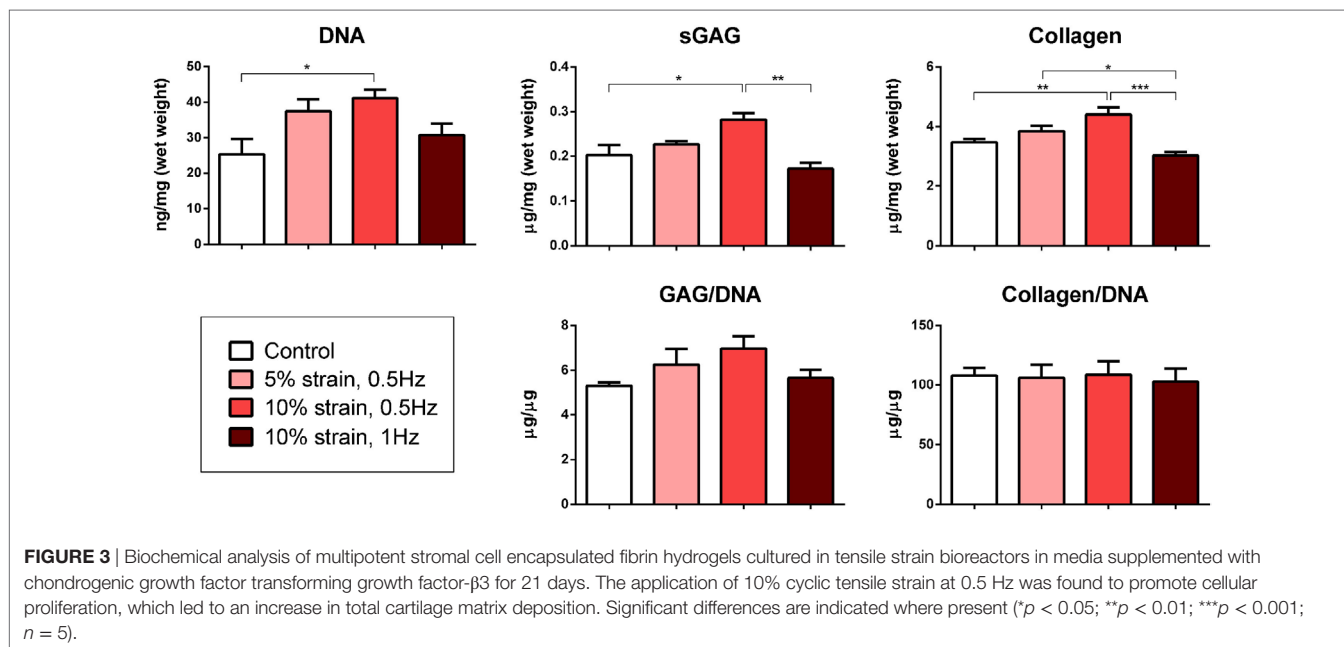 DNA
50
40
30
20
10
0
ng/mg (wet weight)
*
sGAG
0.4
0.3
0.2
0.1
0.0
µg/mg (wet weight)
*
**
Collagen
6
4
2
0
µg/mg (wet weight)
*
**
***
Control
5% strain, 0.5Hz
10% strain, 0.5Hz
10% strain, 1Hz
GAG/DNA
8
6
4
2
0
µg/µg
Collagen/DNA
150
100
50
0
µg/µg
FIGURE 3 | Biochemical analysis of multipotent stromal cell encapsulated fibrin hydrogels cultured in tensile strain bioreactors in media supplemented with
chondrogenic growth factor transforming growth factor-β3 for 21 days. The application of 10% cyclic tensile strain at 0.5 Hz was found to promote cellular
proliferation, which led to an increase in total cartilage matrix deposition. Significant differences are indicated where present (*p < 0.05; **p < 0.01; ***p < 0.001;
n = 5).